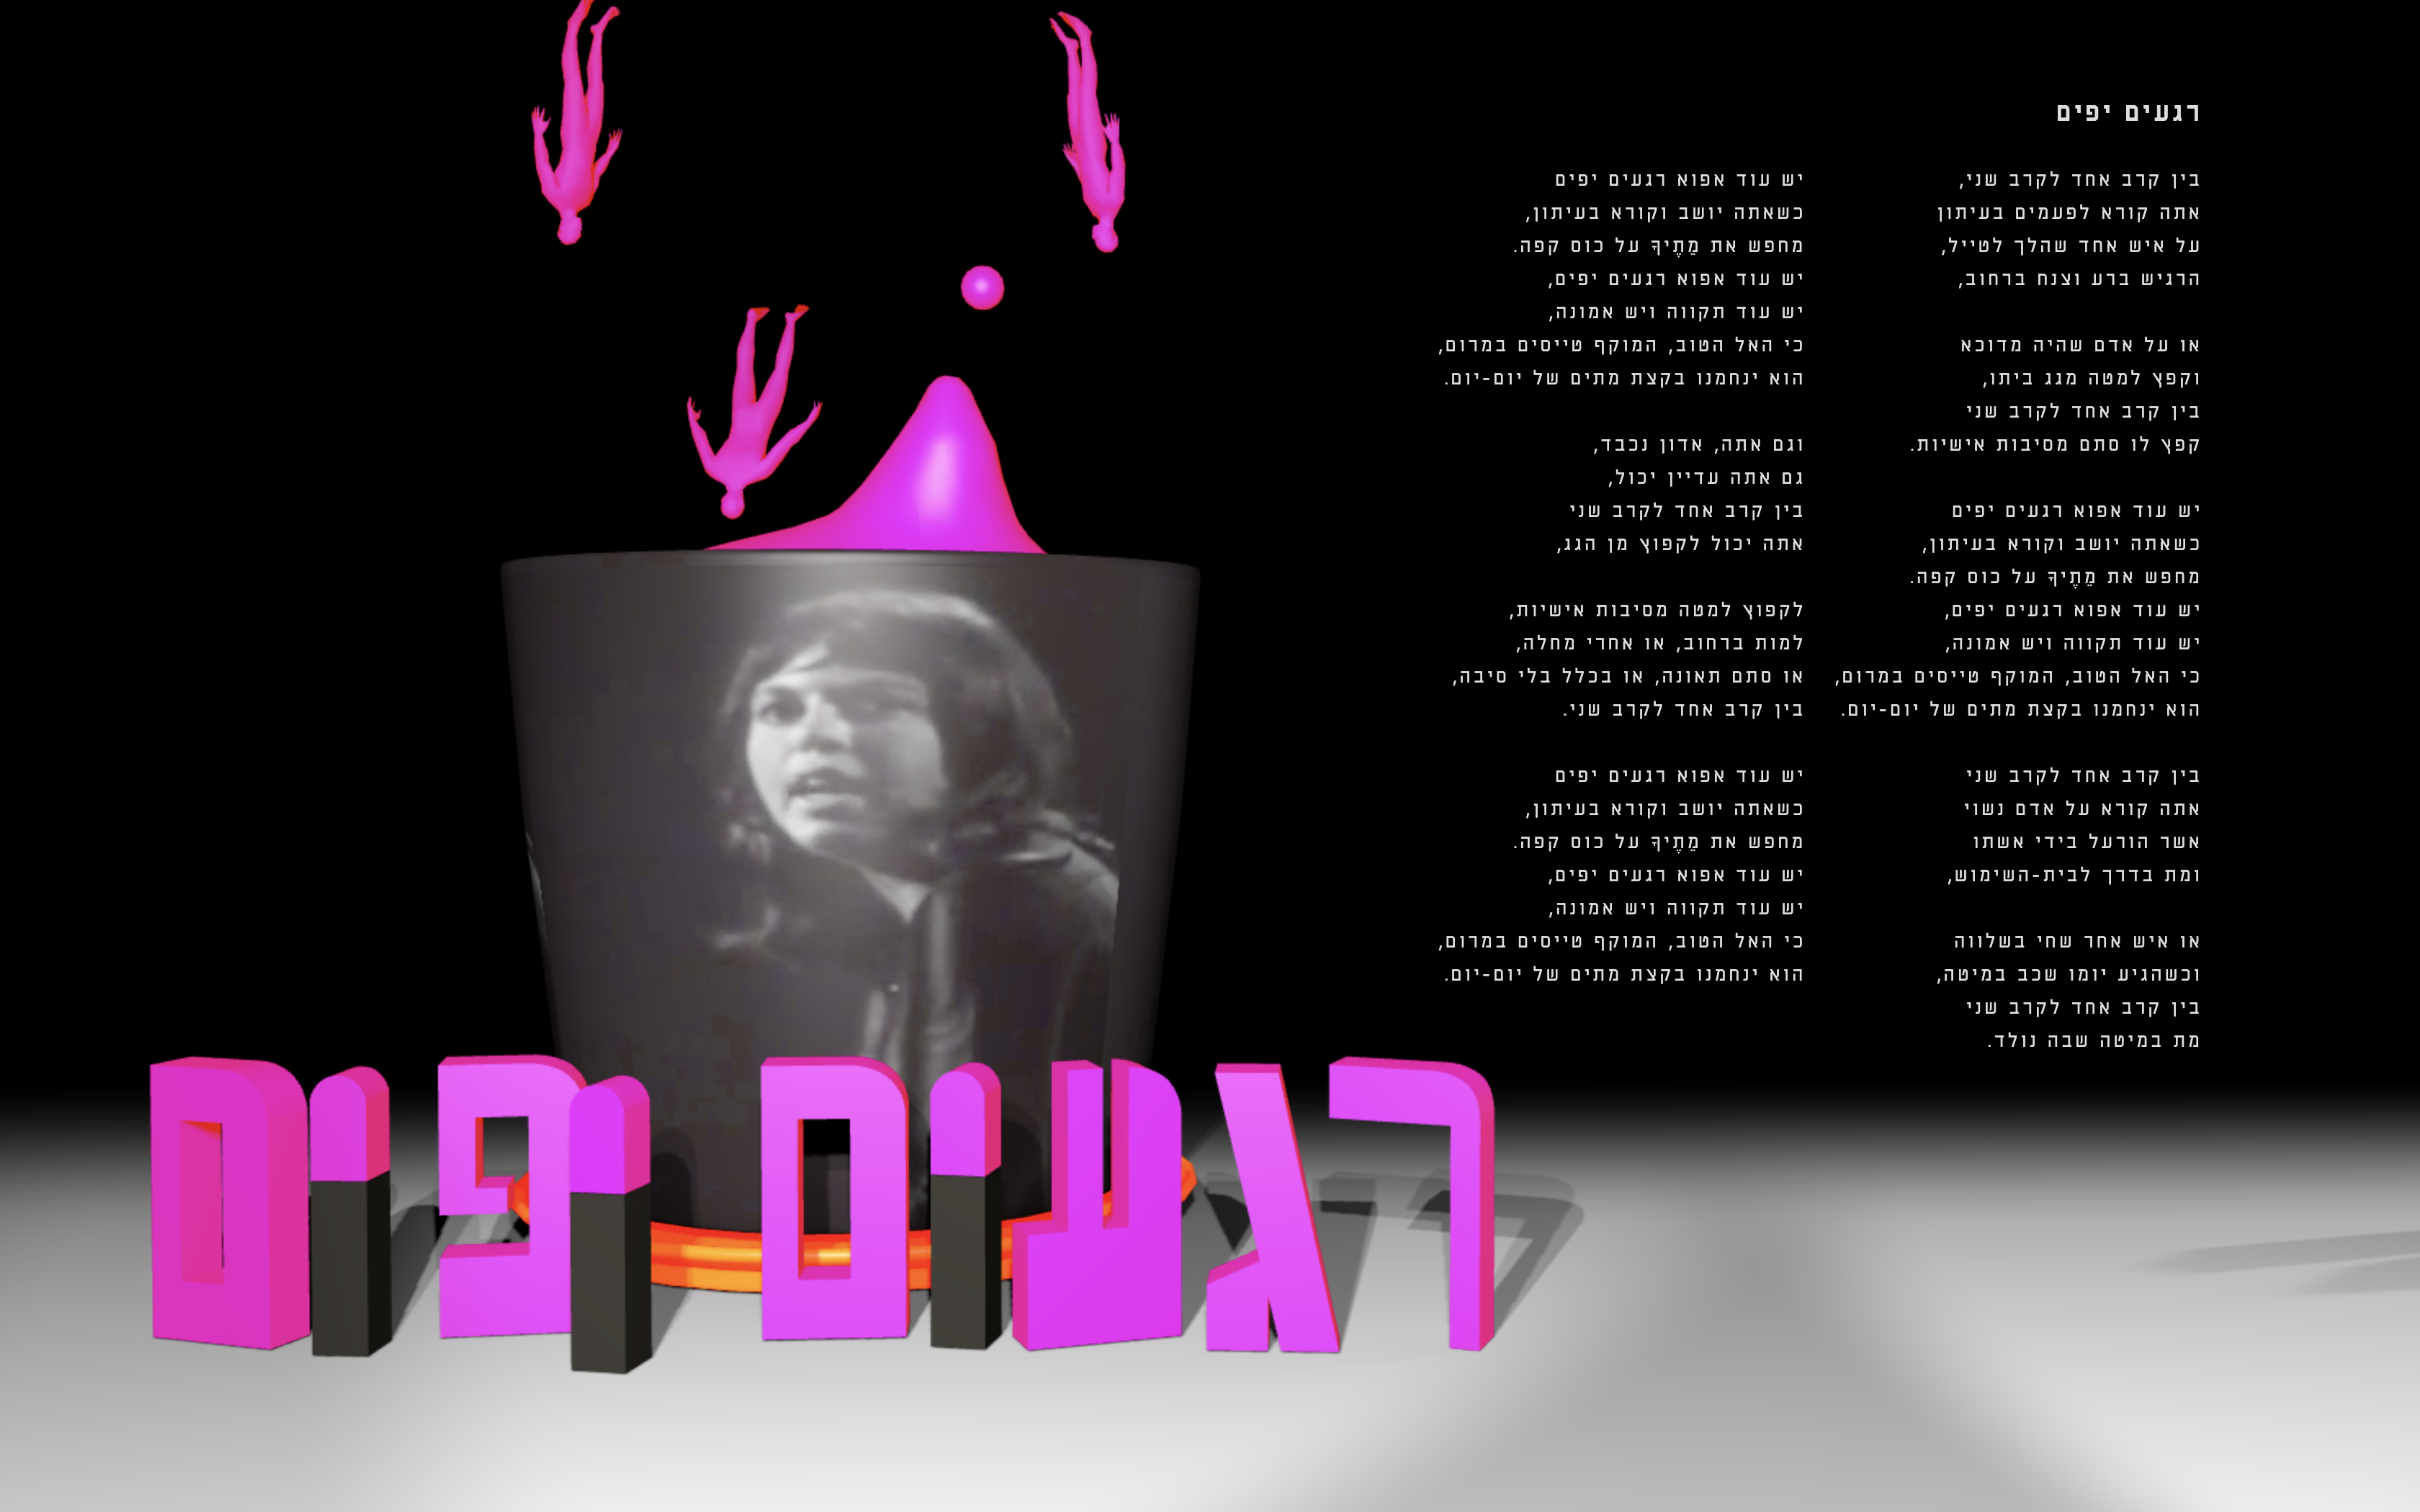 רגעים יפים
בין קרב אחד לקרב שני,
אתה קורא לפעמים בעיתון
על איש אחד שהלך לטייל,
הרגיש ברע וצנח ברחוב,
או על אדם שהיה מדוכא
וקפץ למטה מגג ביתו,
בין קרב אחד לקרב שני
קפץ לו סתם מסיבות אישיות.
יש עוד אפוא רגעים יפים
כשאתה יושב וקורא בעיתון,
מחפש את מֵתֶיךָ על כוס קפה.
יש עוד אפוא רגעים יפים,
יש עוד תקווה ויש אמונה,
כי האל הטוב, המוקף טייסים במרום,
הוא ינחמנו בקצת מתים של יום-יום.
בין קרב אחד לקרב שני
אתה קורא על אדם נשוי
אשר הורעל בידי אשתו
ומת בדרך לבית-השימוש,
או איש אחר שחי בשלווה
וכשהגיע יומו שכב במיטה,
בין קרב אחד לקרב שני
מת במיטה שבה נולד.
יש עוד אפוא רגעים יפים
כשאתה יושב וקורא בעיתון,
מחפש את מֵתֶיךָ על כוס קפה.
יש עוד אפוא רגעים יפים,
יש עוד תקווה ויש אמונה,
כי האל הטוב, המוקף טייסים במרום,
הוא ינחמנו בקצת מתים של יום-יום.
וגם אתה, אדון נכבד,
גם אתה עדיין יכול,
בין קרב אחד לקרב שני
אתה יכול לקפוץ מן הגג,
לקפוץ למטה מסיבות אישיות,
למות ברחוב, או אחרי מחלה,
או סתם תאונה, או בכלל בלי סיבה,
בין קרב אחד לקרב שני.
יש עוד אפוא רגעים יפים
כשאתה יושב וקורא בעיתון,
מחפש את מֵתֶיךָ על כוס קפה.
יש עוד אפוא רגעים יפים,
יש עוד תקווה ויש אמונה,
כי האל הטוב, המוקף טייסים במרום,
הוא ינחמנו בקצת מתים של יום-יום.
רגעים יפים